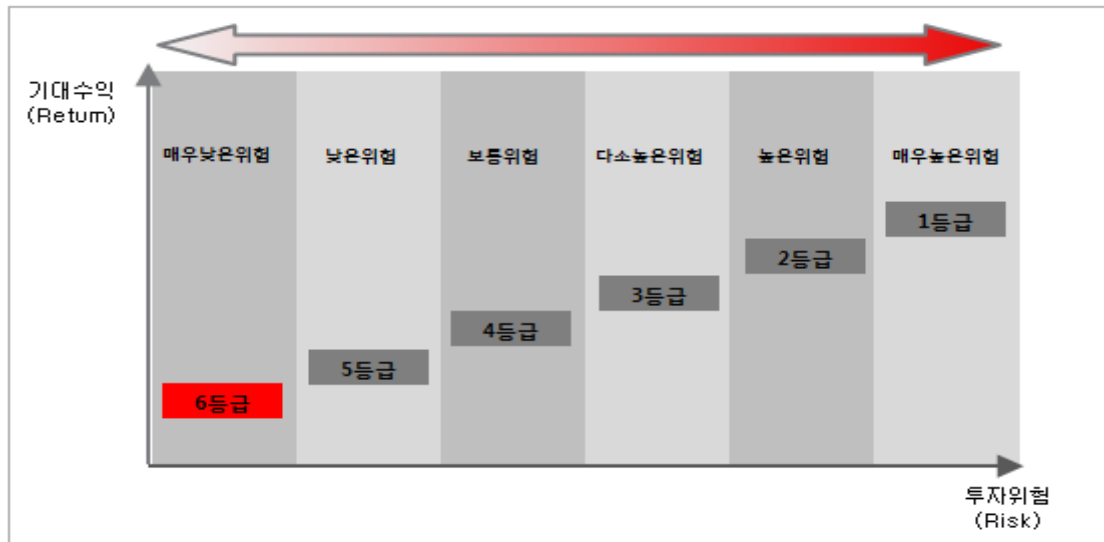 기대수익
(Return)
매우낮은위험 낮은위험 보통위험 다소높은위험 높은위험 매우높은위험
1등급
2등급
3등급
4등급
5등급
6등급
투자위험
(Risk)